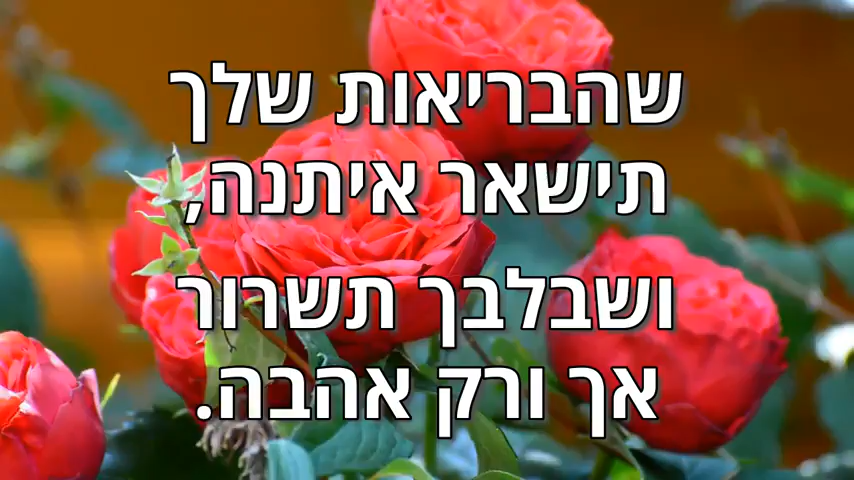 שהבריאות שלך
תישאר איתנה,
ושבלבך תשרור
אך ורק אהבה.